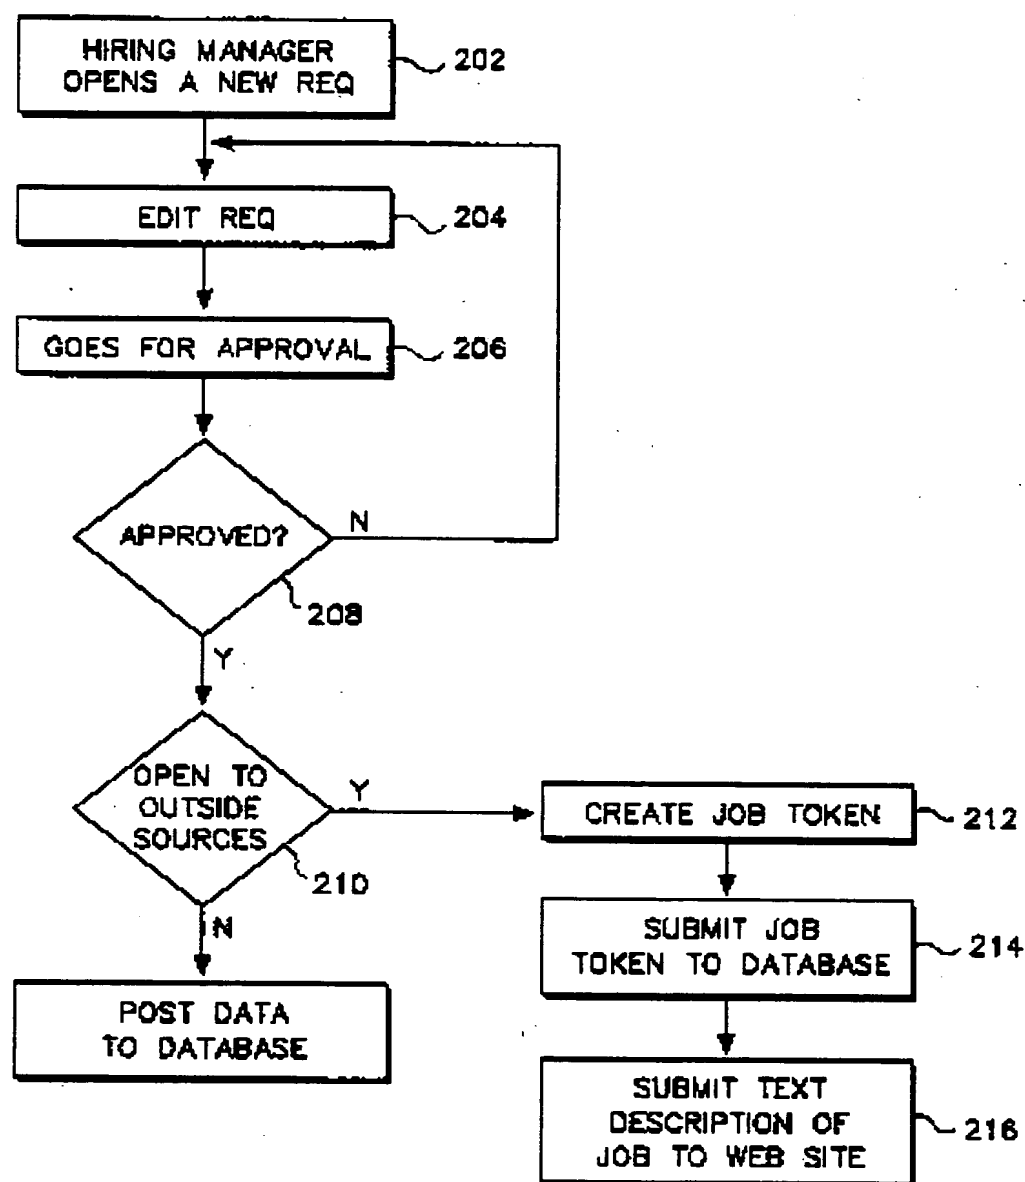 HIRING MANAGER
OPENS A NEW REQ
202
EDIT REQ
204
GOES FOR APPROVAL
206
APPROVED?
N
208
Y
OPEN TO
OUTSIDE
SOURCES
Y
210
N
POST DATA
TO DATABASE
CREATE JOB TOKEN
212
SUBMIT JOB
TOKEN TO DATABASE
214
SUBMIT TEXT
DESCRIPTION OF
JOB TO WEB SITE
216